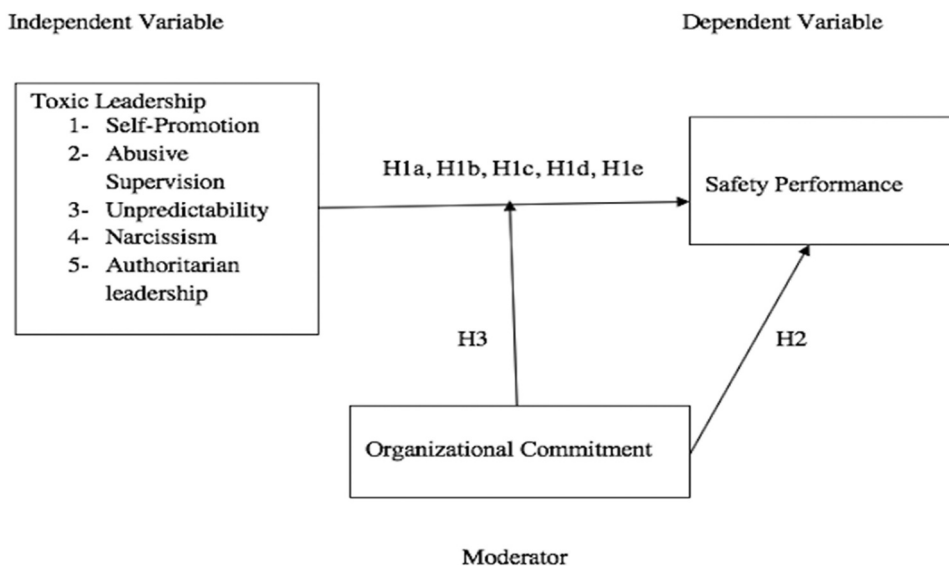 Independent Variable
Dependent Variable
Toxic Leadership
1- Self-Promotion
2- Abusive
Supervision
3- Unpredictability
4- Narcissism
5- Authoritarian
leadership
H1a, H1b, H1c, H1d, H1e
Safety Performance
H3
H2
Organizational Commitment
Moderator